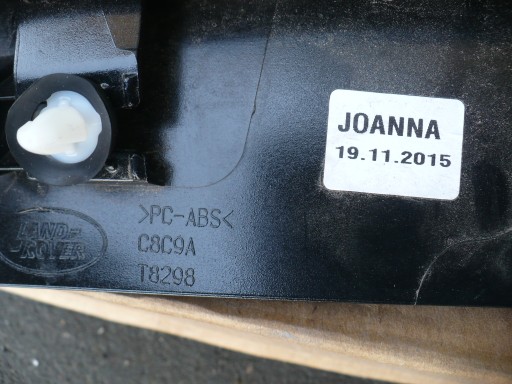 JOANNA
19.11.2015
LAND-
ROVER
>PC-ABS<
C8C9A
T8298